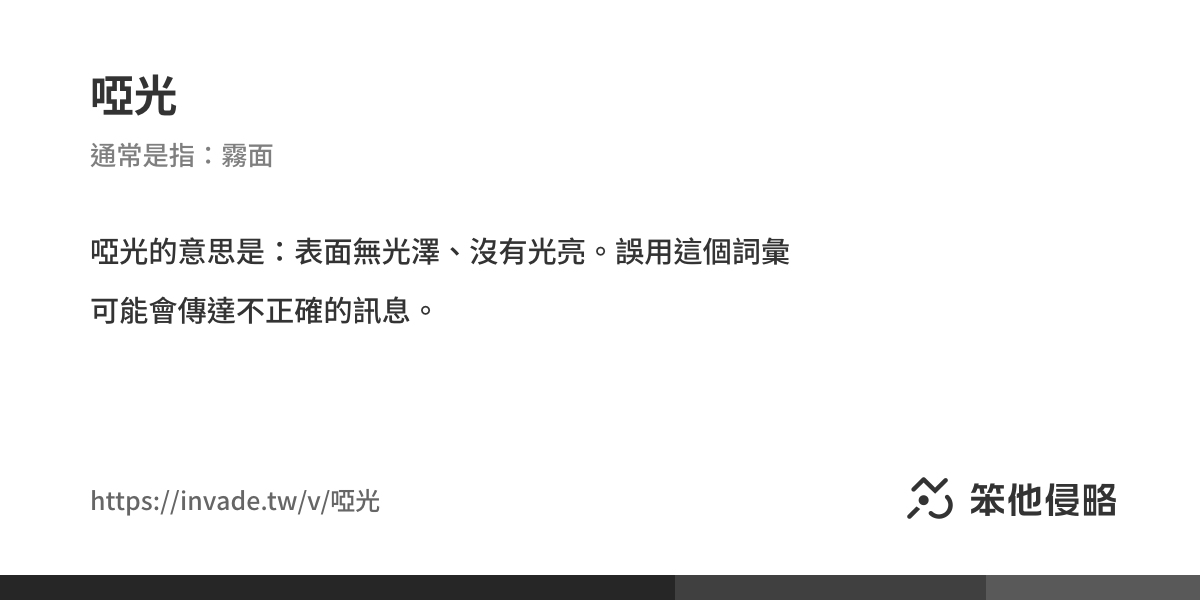 啞光
通常是指：霧面
啞光的意思是：表面無光澤、沒有光亮。誤用這個詞彙
可能會傳達不正確的訊息。
https://invade.tw/v/啞光
笨他侵略